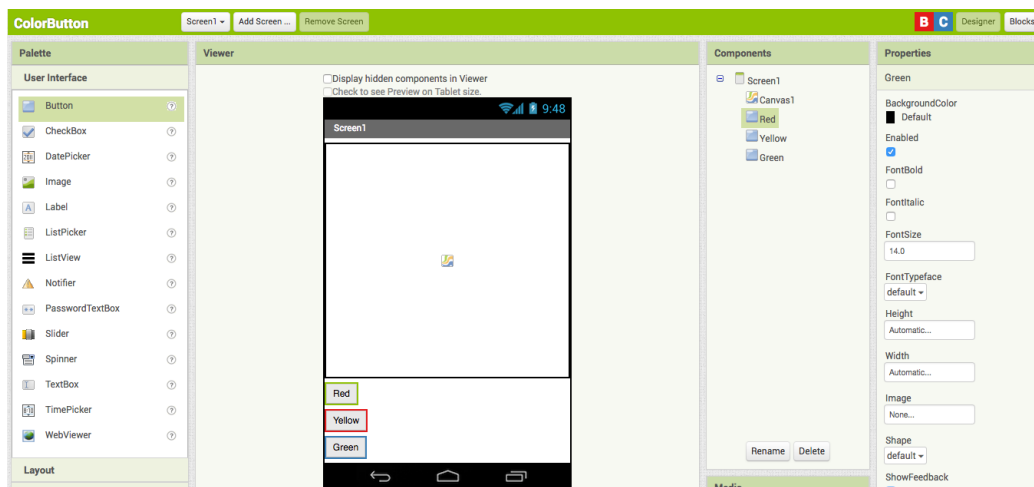 ColorButton
Screen1
Add Screen ...
Remove Screen
B
C
Designer
Blocks
Palette
User Interface
Button
?
CheckBox
?
DatePicker
?
Image
?
Label
?
ListPicker
?
ListView
?
Notifier
?
PasswordTextBox
?
Slider
?
Spinner
?
TextBox
?
TimePicker
?
WebViewer
?
Layout
Viewer
Display hidden components in Viewer
Check to see Preview on Tablet size.
9:48
Screen1
Red
Yellow
Green
Components
Screen1
Canvas1
Red
Yellow
Green
Rename
Delete
Media
Properties
Green
BackgroundColor
Default
Enabled
FontBold
FontItalic
FontSize
14.0
FontTypeface
default
Height
Automatic...
Width
Automatic...
Image
None...
Shape
default
ShowFeedback